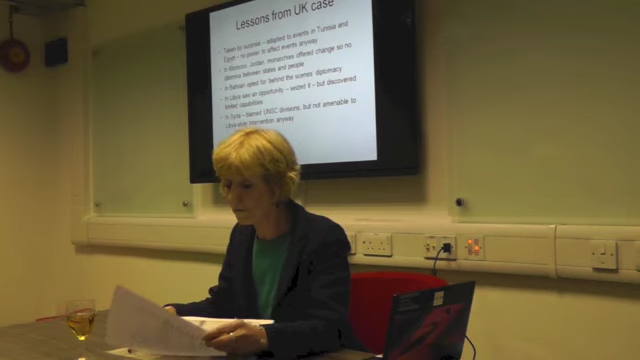 Lessons from UK case
• Taken by surprise – adapted to events in Tunisia and
Egypt – no power to affect events anyway
• In Morocco, Jordan, monarchies offered change so no
dilemma between states and people
• In Bahrain opted for 'behind the scenes' diplomacy
• In Libya saw an opportunity – seized it – but discovered
limited capabilities
• In Syria – blamed UNSC divisions, but not amenable to
Libya-style intervention anyway